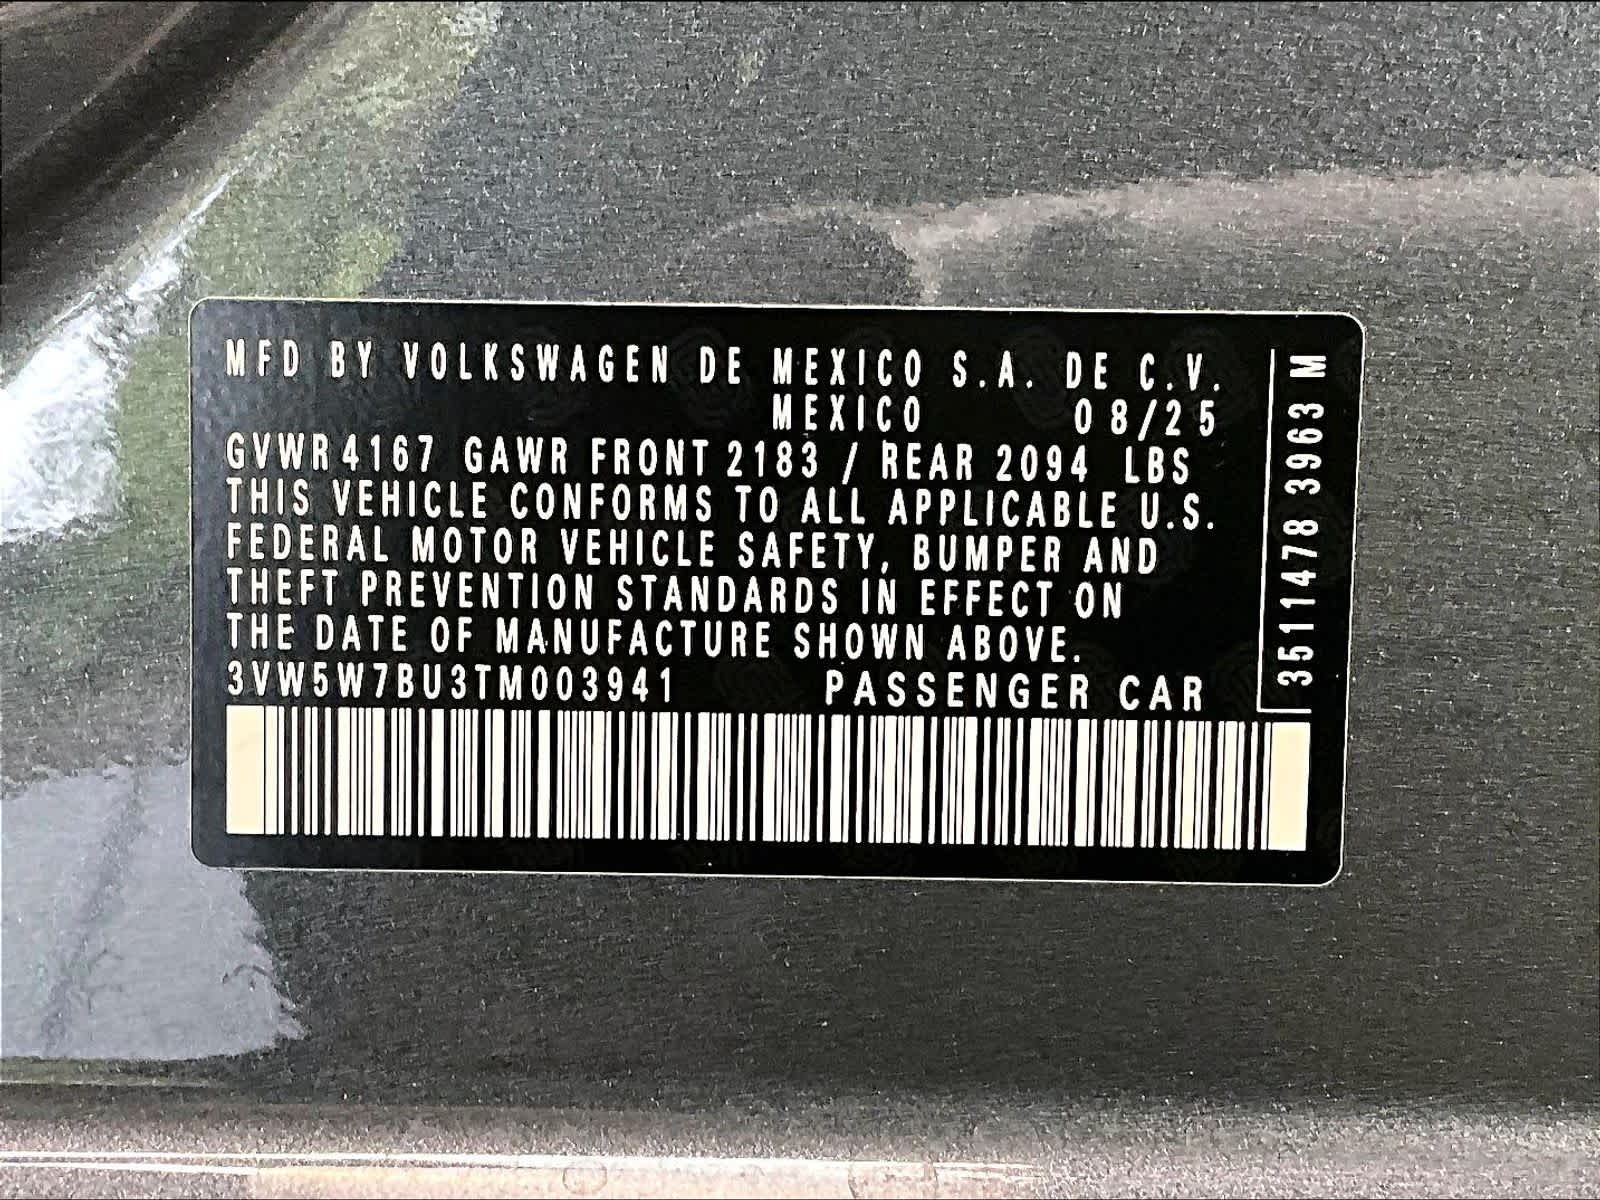 MFD BY VOLKSWAGEN DE MEXICO S.A. DE C.V.
MEXICO 08/25
GVWR 4167 GAWR FRONT 2183 / REAR 2094 LBS
THIS VEHICLE CONFORMS TO ALL APPLICABLE U.S.
FEDERAL MOTOR VEHICLE SAFETY, BUMPER AND
THEFT PREVENTION STANDARDS IN EFFECT ON
THE DATE OF MANUFACTURE SHOWN ABOVE.
3VW5W7BU3TM003941 PASSENGER CAR
3511478 3963 M